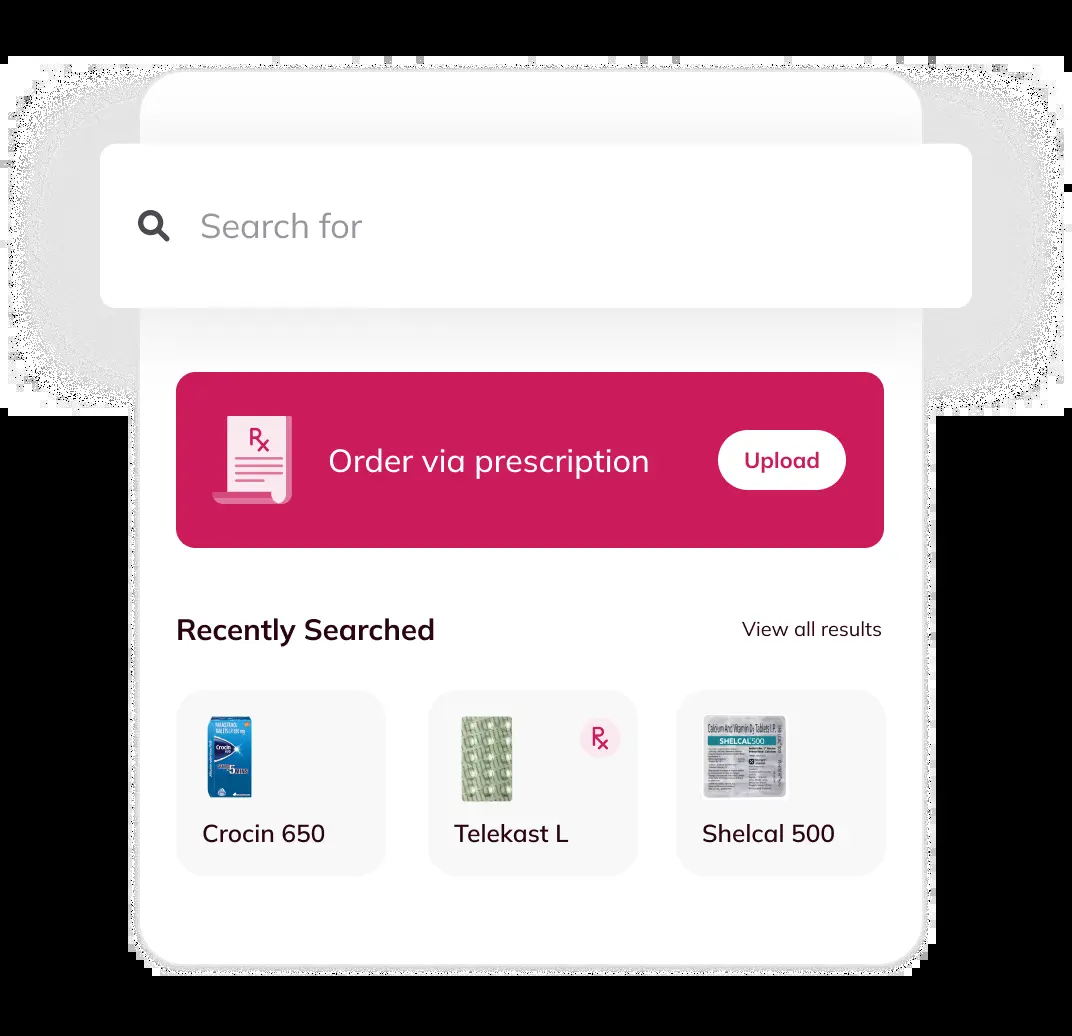 Search for
Rx
Order via prescription
Upload
Recently Searched
View all results
Crocin
5
Rx
Calcium And Vitamin D3 Tablets I.P.
SHELCAL 500
Crocin 650
Telekast L
Shelcal 500